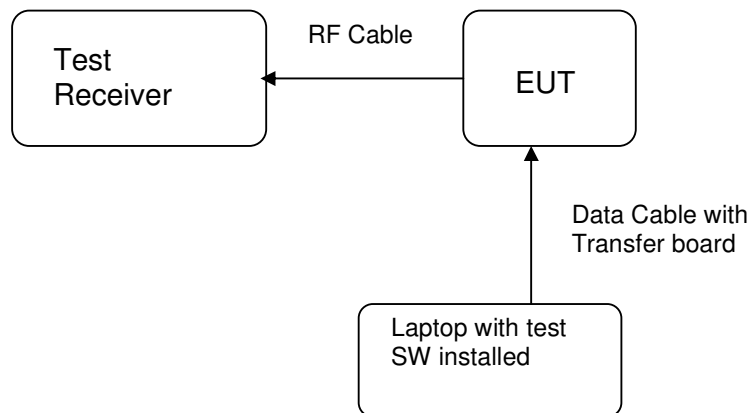 Test
Receiver
RF Cable
EUT
Data Cable with
Transfer board
Laptop with test
SW installed